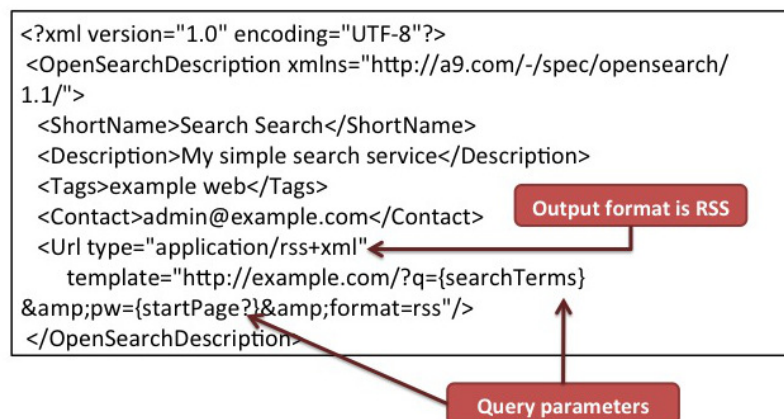 <?xml version="1.0" encoding="UTF-8"?>
<OpenSearchDescription xmlns="http://a9.com/-/spec/opensearch/
1.1/">
<ShortName>Search Search</ShortName>
<Description>My simple search service</Description>
<Tags>example web</Tags>
<Contact>admin@example.com</Contact>
Output format is RSS
<Url type="application/rss+xml"
template="http://example.com/?q={searchTerms}
&amp;pw={startPage?}&amp;format=rss"/>
</OpenSearchDescription>
Query parameters